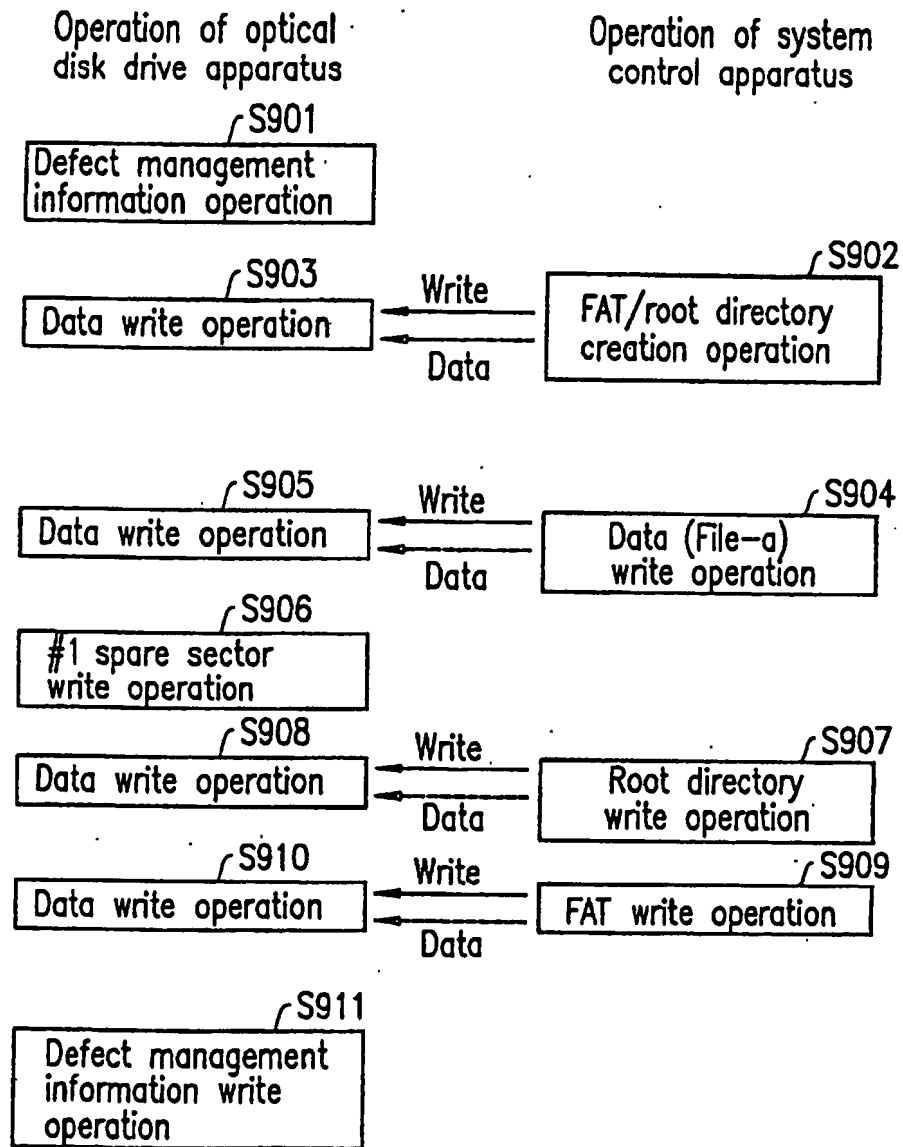 Operation of optical
disk drive apparatus
Operation of system
control apparatus
S901
Defect management
information operation
S902
FAT/root directory
creation operation
S903
Data write operation
Write
Data
S904
Data (File-a)
write operation
S905
Data write operation
Write
Data
S906
#1 spare sector
write operation
S907
Root directory
write operation
S908
Data write operation
Write
Data
S909
FAT write operation
S910
Data write operation
Write
Data
S911
Defect management
information write
operation